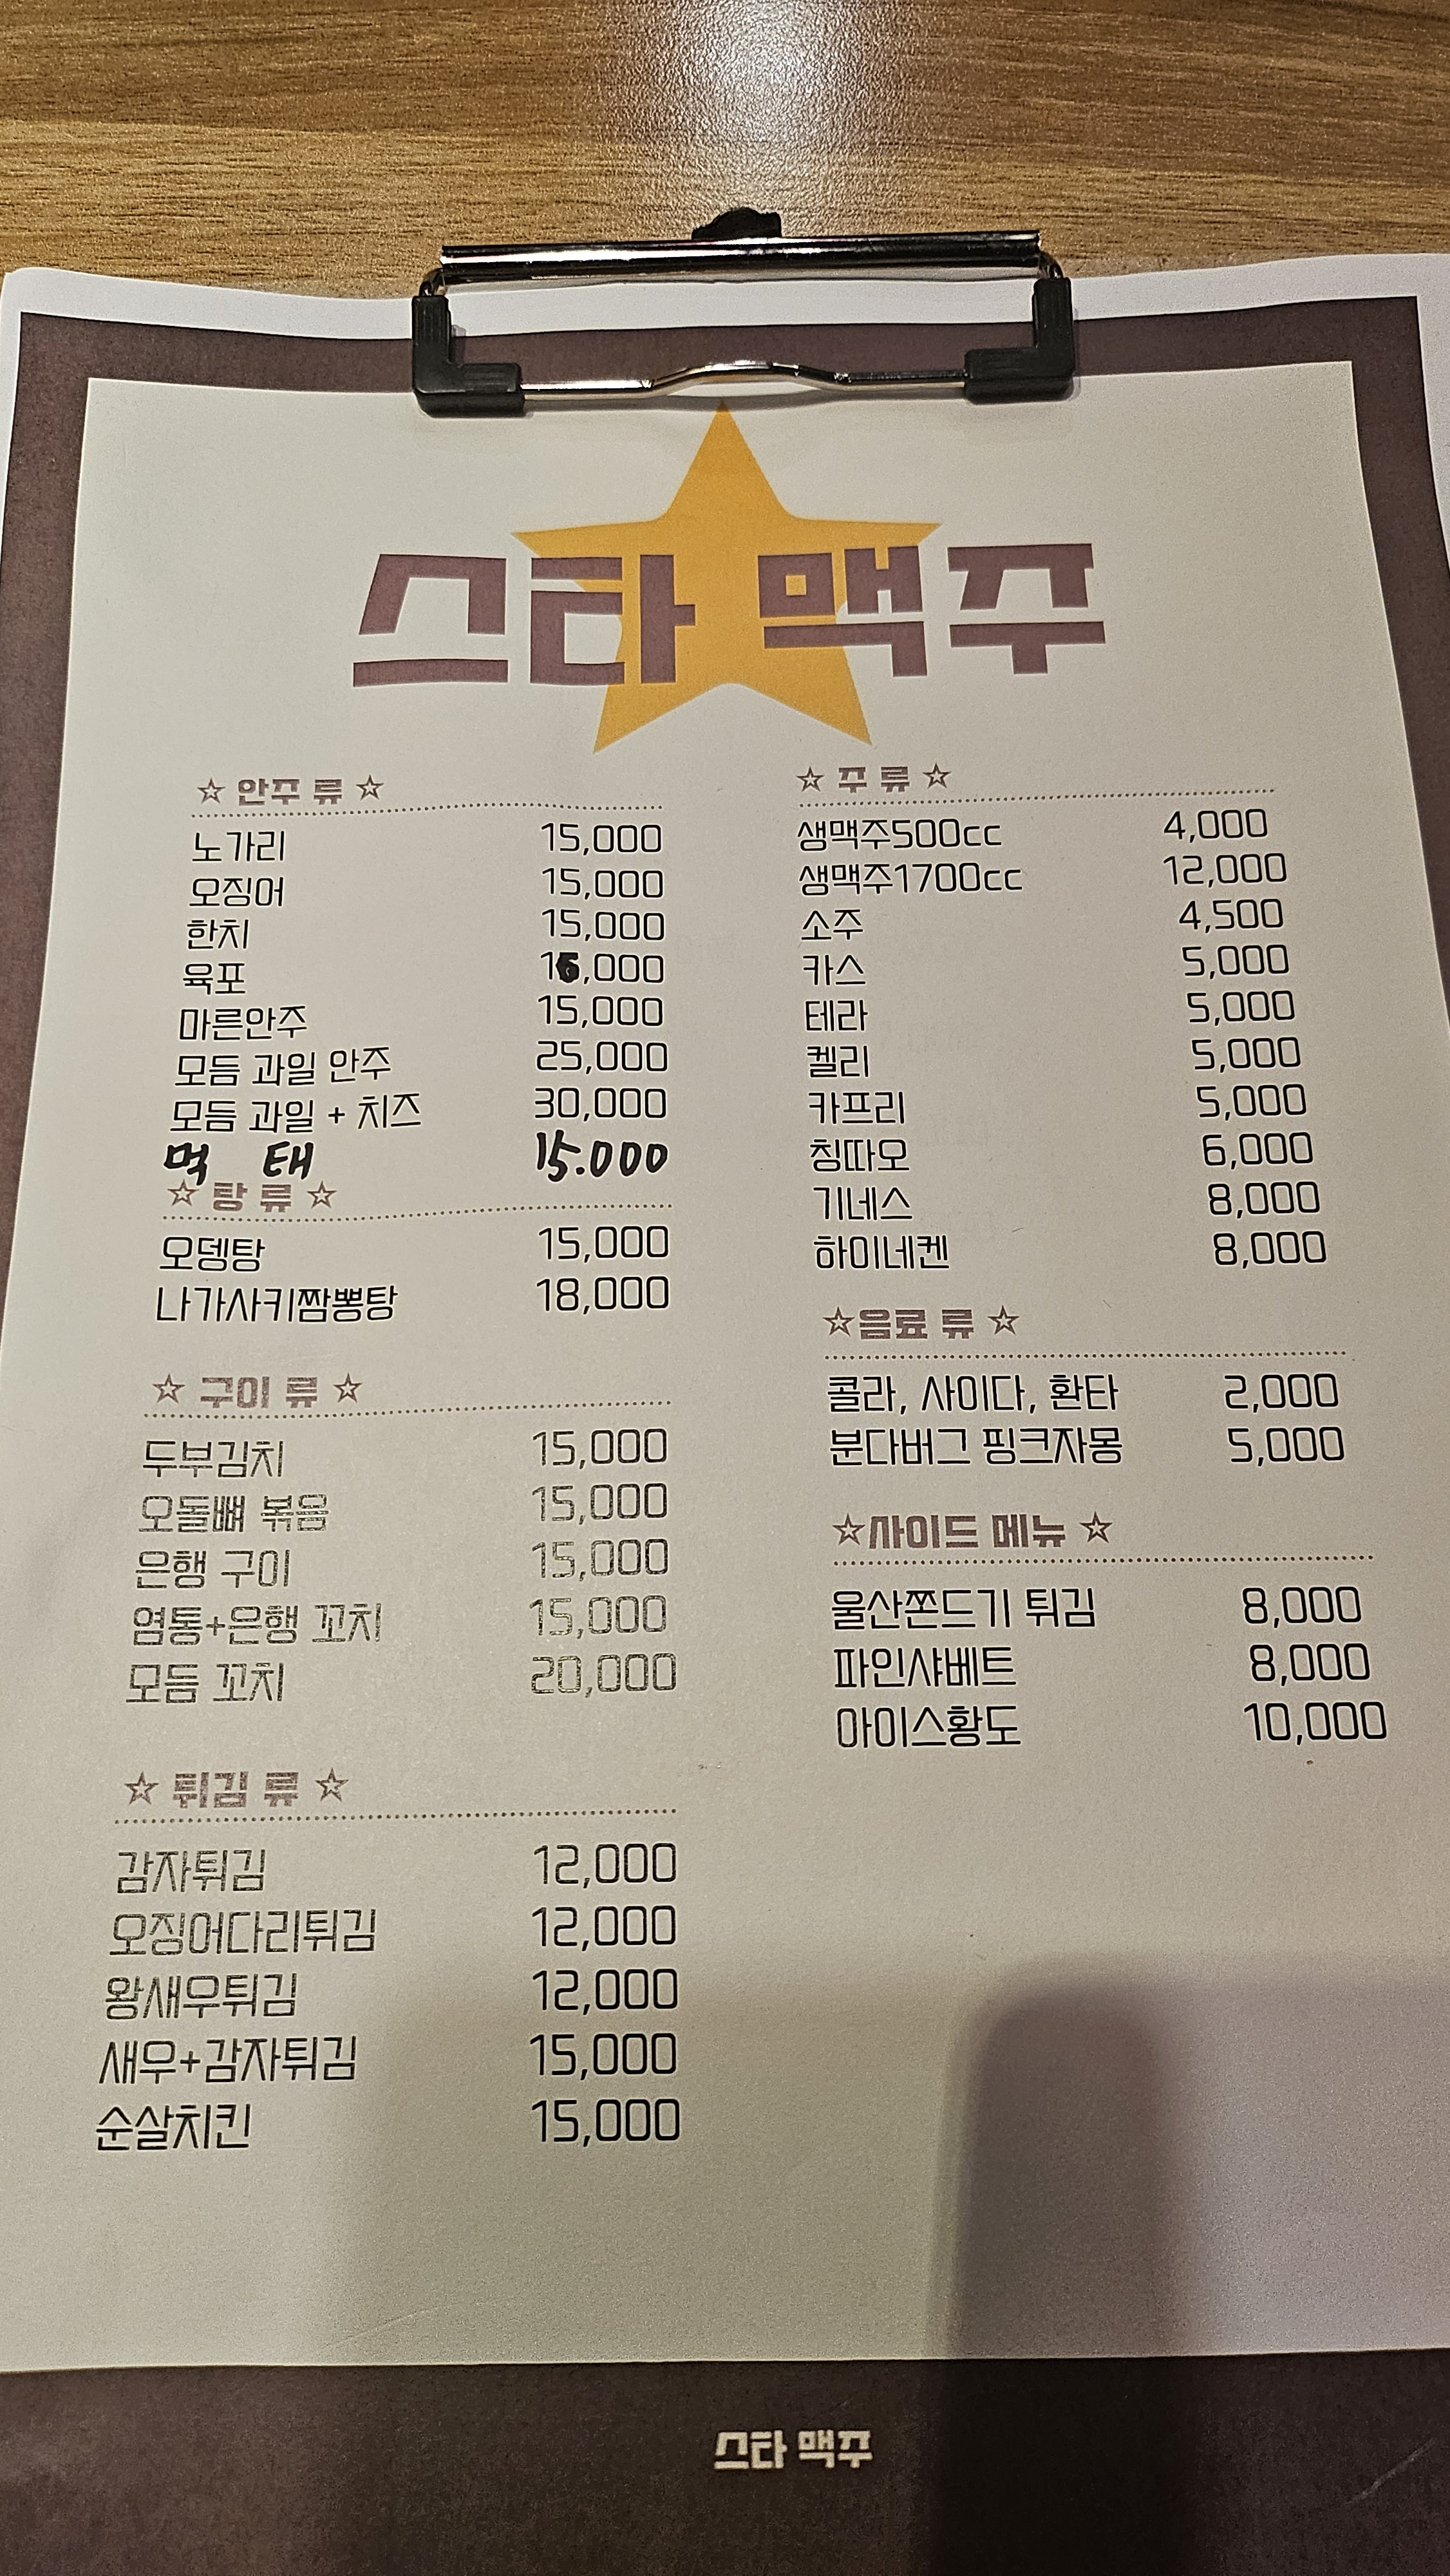 스타 맥주
☆ 안주 류 ☆
노가리 15,000
오징어 15,000
한치 15,000
육포 16,000
마른안주 15,000
모듬 과일 안주 25,000
모듬 과일 + 치즈 30,000
먹 태 15.000
☆ 탕 류 ☆
오뎅탕 15,000
나가사키짬뽕탕 18,000
☆ 구이 류 ☆
두부김치 15,000
오돌뼈 볶음 15,000
은행 구이 15,000
염통+은행 꼬치 15,000
모듬 꼬치 20,000
☆ 튀김 류 ☆
감자튀김 12,000
오징어다리튀김 12,000
왕새우튀김 12,000
새우+감자튀김 15,000
순살치킨 15,000
☆ 주 류 ☆
생맥주500cc 4,000
생맥주1700cc 12,000
소주 4,500
카스 5,000
테라 5,000
켈리 5,000
카프리 5,000
칭따오 6,000
기네스 8,000
하이네켄 8,000
☆음료 류 ☆
콜라, 사이다, 환타 2,000
분다버그 핑크자몽 5,000
☆사이드 메뉴 ☆
울산쫀드기 튀김 8,000
파인샤베트 8,000
아이스황도 10,000
스타 맥주